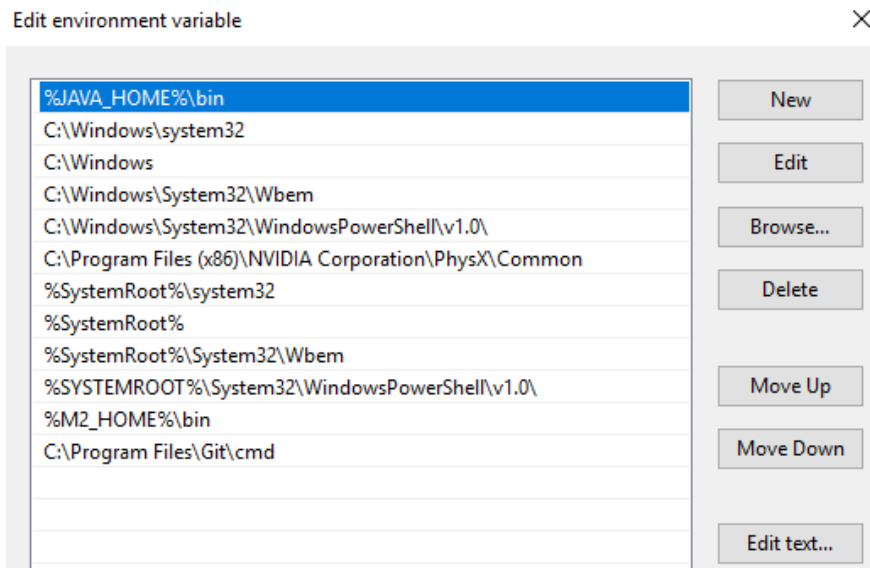 Edit environment variable
%JAVA_HOME%\bin
C:\Windows\system32
C:\Windows
C:\Windows\System32\Wbem
C:\Windows\System32\WindowsPowerShell\v1.0\
C:\Program Files (x86)\NVIDIA Corporation\PhysX\Common
%SystemRoot%\system32
%SystemRoot%
%SystemRoot%\System32\Wbem
%SYSTEMROOT%\System32\WindowsPowerShell\v1.0\
%M2_HOME%\bin
C:\Program Files\Git\cmd
New
Edit
Browse...
Delete
Move Up
Move Down
Edit text...